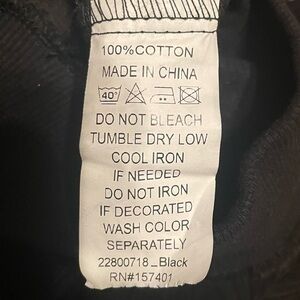 100%COTTON
MADE IN CHINA
40°
DO NOT BLEACH
TUMBLE DRY LOW
COOL IRON
IF NEEDED
DO NOT IRON
IF DECORATED
WASH COLOR
SEPARATELY
22800718_Black
RN#157401